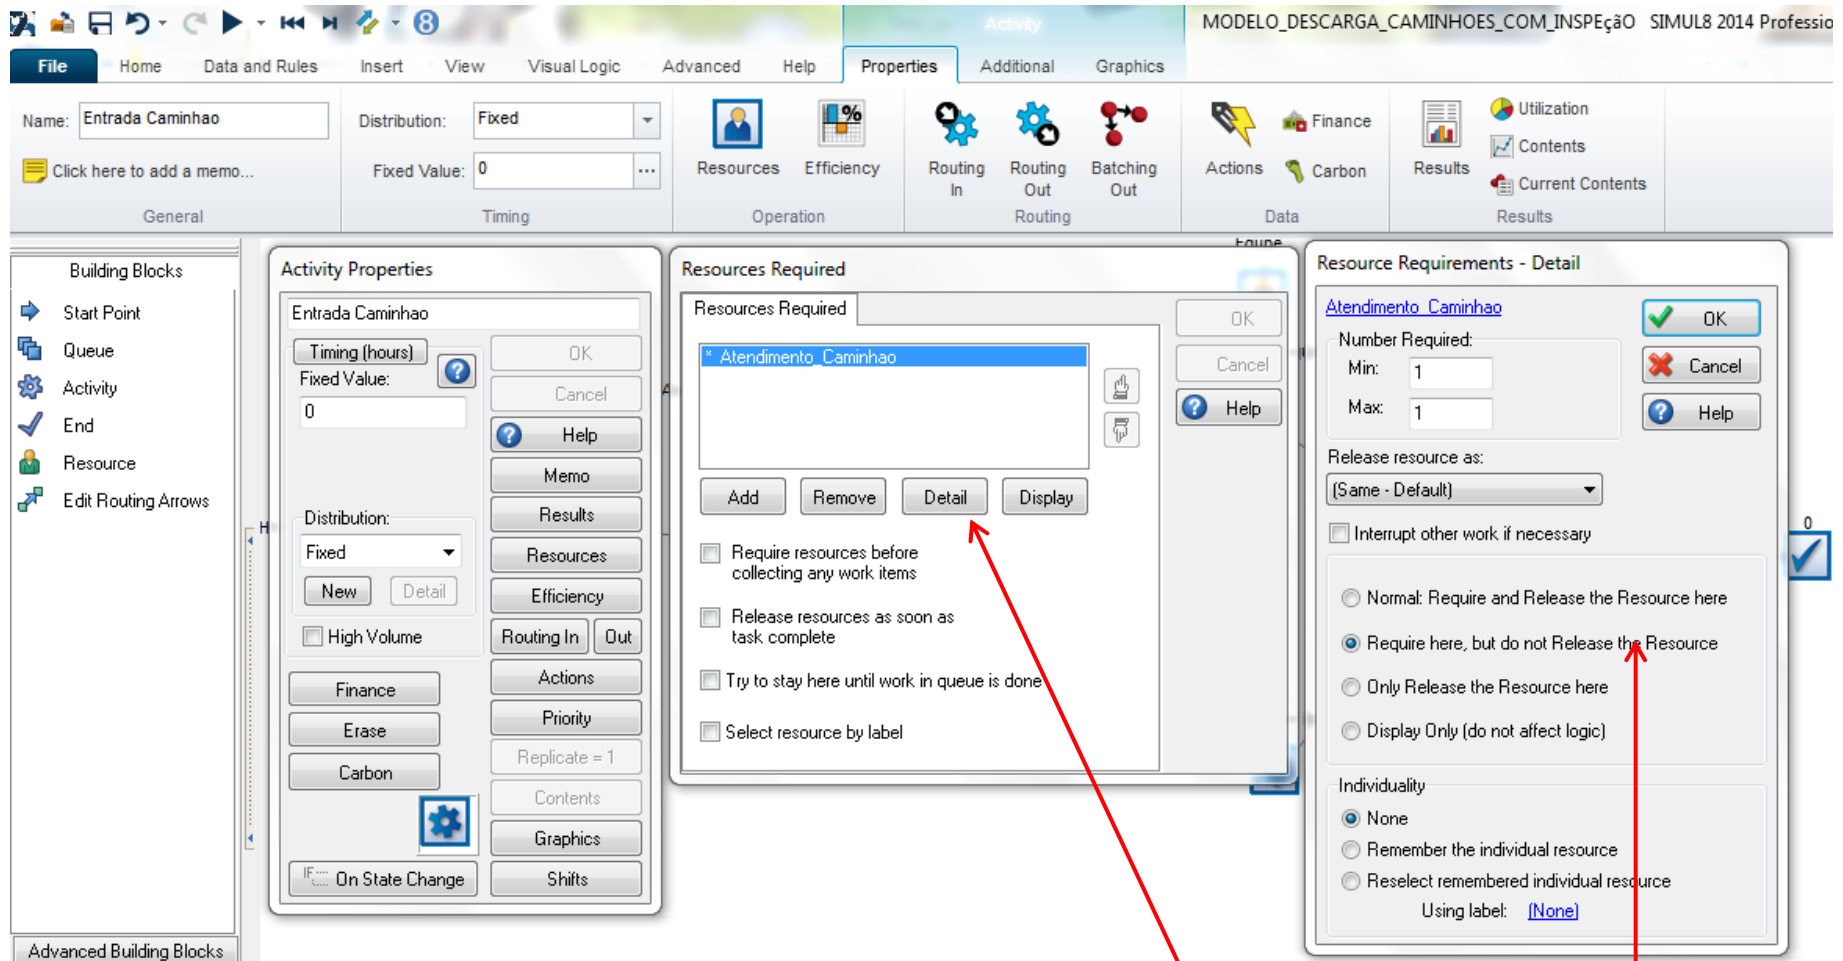 Activity
MODELO_DESCARGA_CAMINHOES_COM_INSPEçãO SIMUL8 2014 Professio
File Home Data and Rules Insert View Visual Logic Advanced Help Properties Additional Graphics
Name: Entrada Caminhao
Click here to add a memo...
General
Distribution: Fixed
Fixed Value: 0
Timing
Resources Efficiency
Operation
Routing In
Routing Out
Batching Out
Routing
Actions
Finance
Carbon
Data
Results
Utilization
Contents
Current Contents
Results
Building Blocks
Start Point
Queue
Activity
End
Resource
Edit Routing Arrows
Advanced Building Blocks
Activity Properties
Entrada Caminhao
Timing (hours)
Fixed Value:
0
Distribution:
Fixed
New Detail
High Volume
Finance
Erase
Carbon
On State Change
OK
Cancel
Help
Memo
Results
Resources
Efficiency
Routing In Out
Actions
Priority
Replicate = 1
Contents
Graphics
Shifts
Resources Required
Resources Required
* Atendimento_Caminhao
Add Remove Detail Display
Require resources before
collecting any work items
Release resources as soon as
task complete
Try to stay here until work in queue is done
Select resource by label
OK
Cancel
Help
Equipe
Resource Requirements - Detail
Atendimento_Caminhao
Number Required:
Min: 1
Max: 1
OK
Cancel
Help
Release resource as:
(Same - Default)
Interrupt other work if necessary
Normal: Require and Release the Resource here
Require here, but do not Release the Resource
Only Release the Resource here
Display Only (do not affect logic)
Individuality
None
Remember the individual resource
Reselect remembered individual resource
Using label: (None)
0